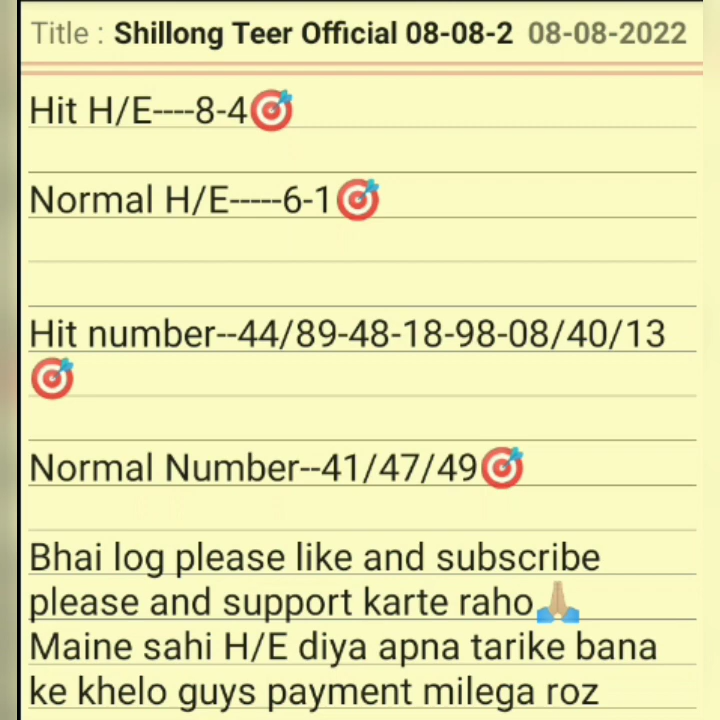 Title : Shillong Teer Official 08-08-2 08-08-2022
Hit H/E----8-4🎯
Normal H/E-----6-1🎯
Hit number--44/89-48-18-98-08/40/13
🎯
Normal Number--41/47/49🎯
Bhai log please like and subscribe
please and support karte raho🙏🏼
Maine sahi H/E diya apna tarike bana
ke khelo guys payment milega roz